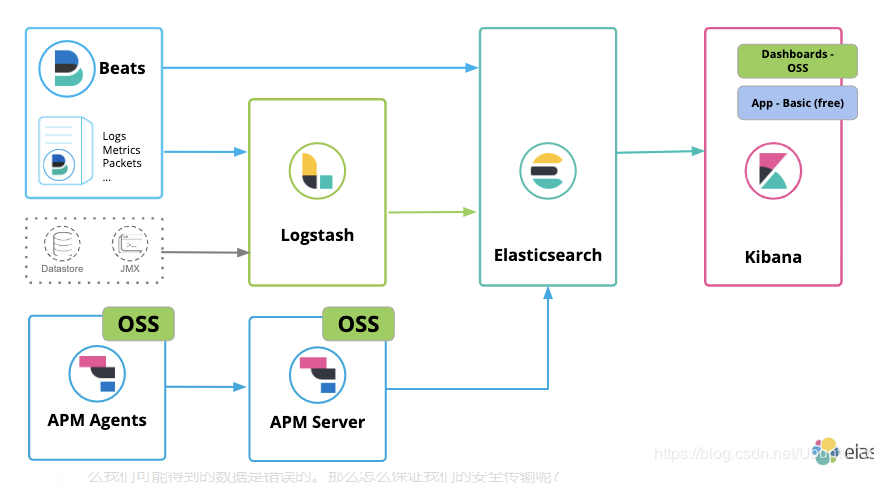 Beats
Logs
Metrics
Packets
...
Datastore
JMX
Logstash
Elasticsearch
Dashboards -
OSS
App - Basic (free)
Kibana
OSS
APM Agents
OSS
APM Server
elas
https://blog.csdn.net/
么我们可能得到的数据是错误的。那么怎么保证我们的安全传输呢?